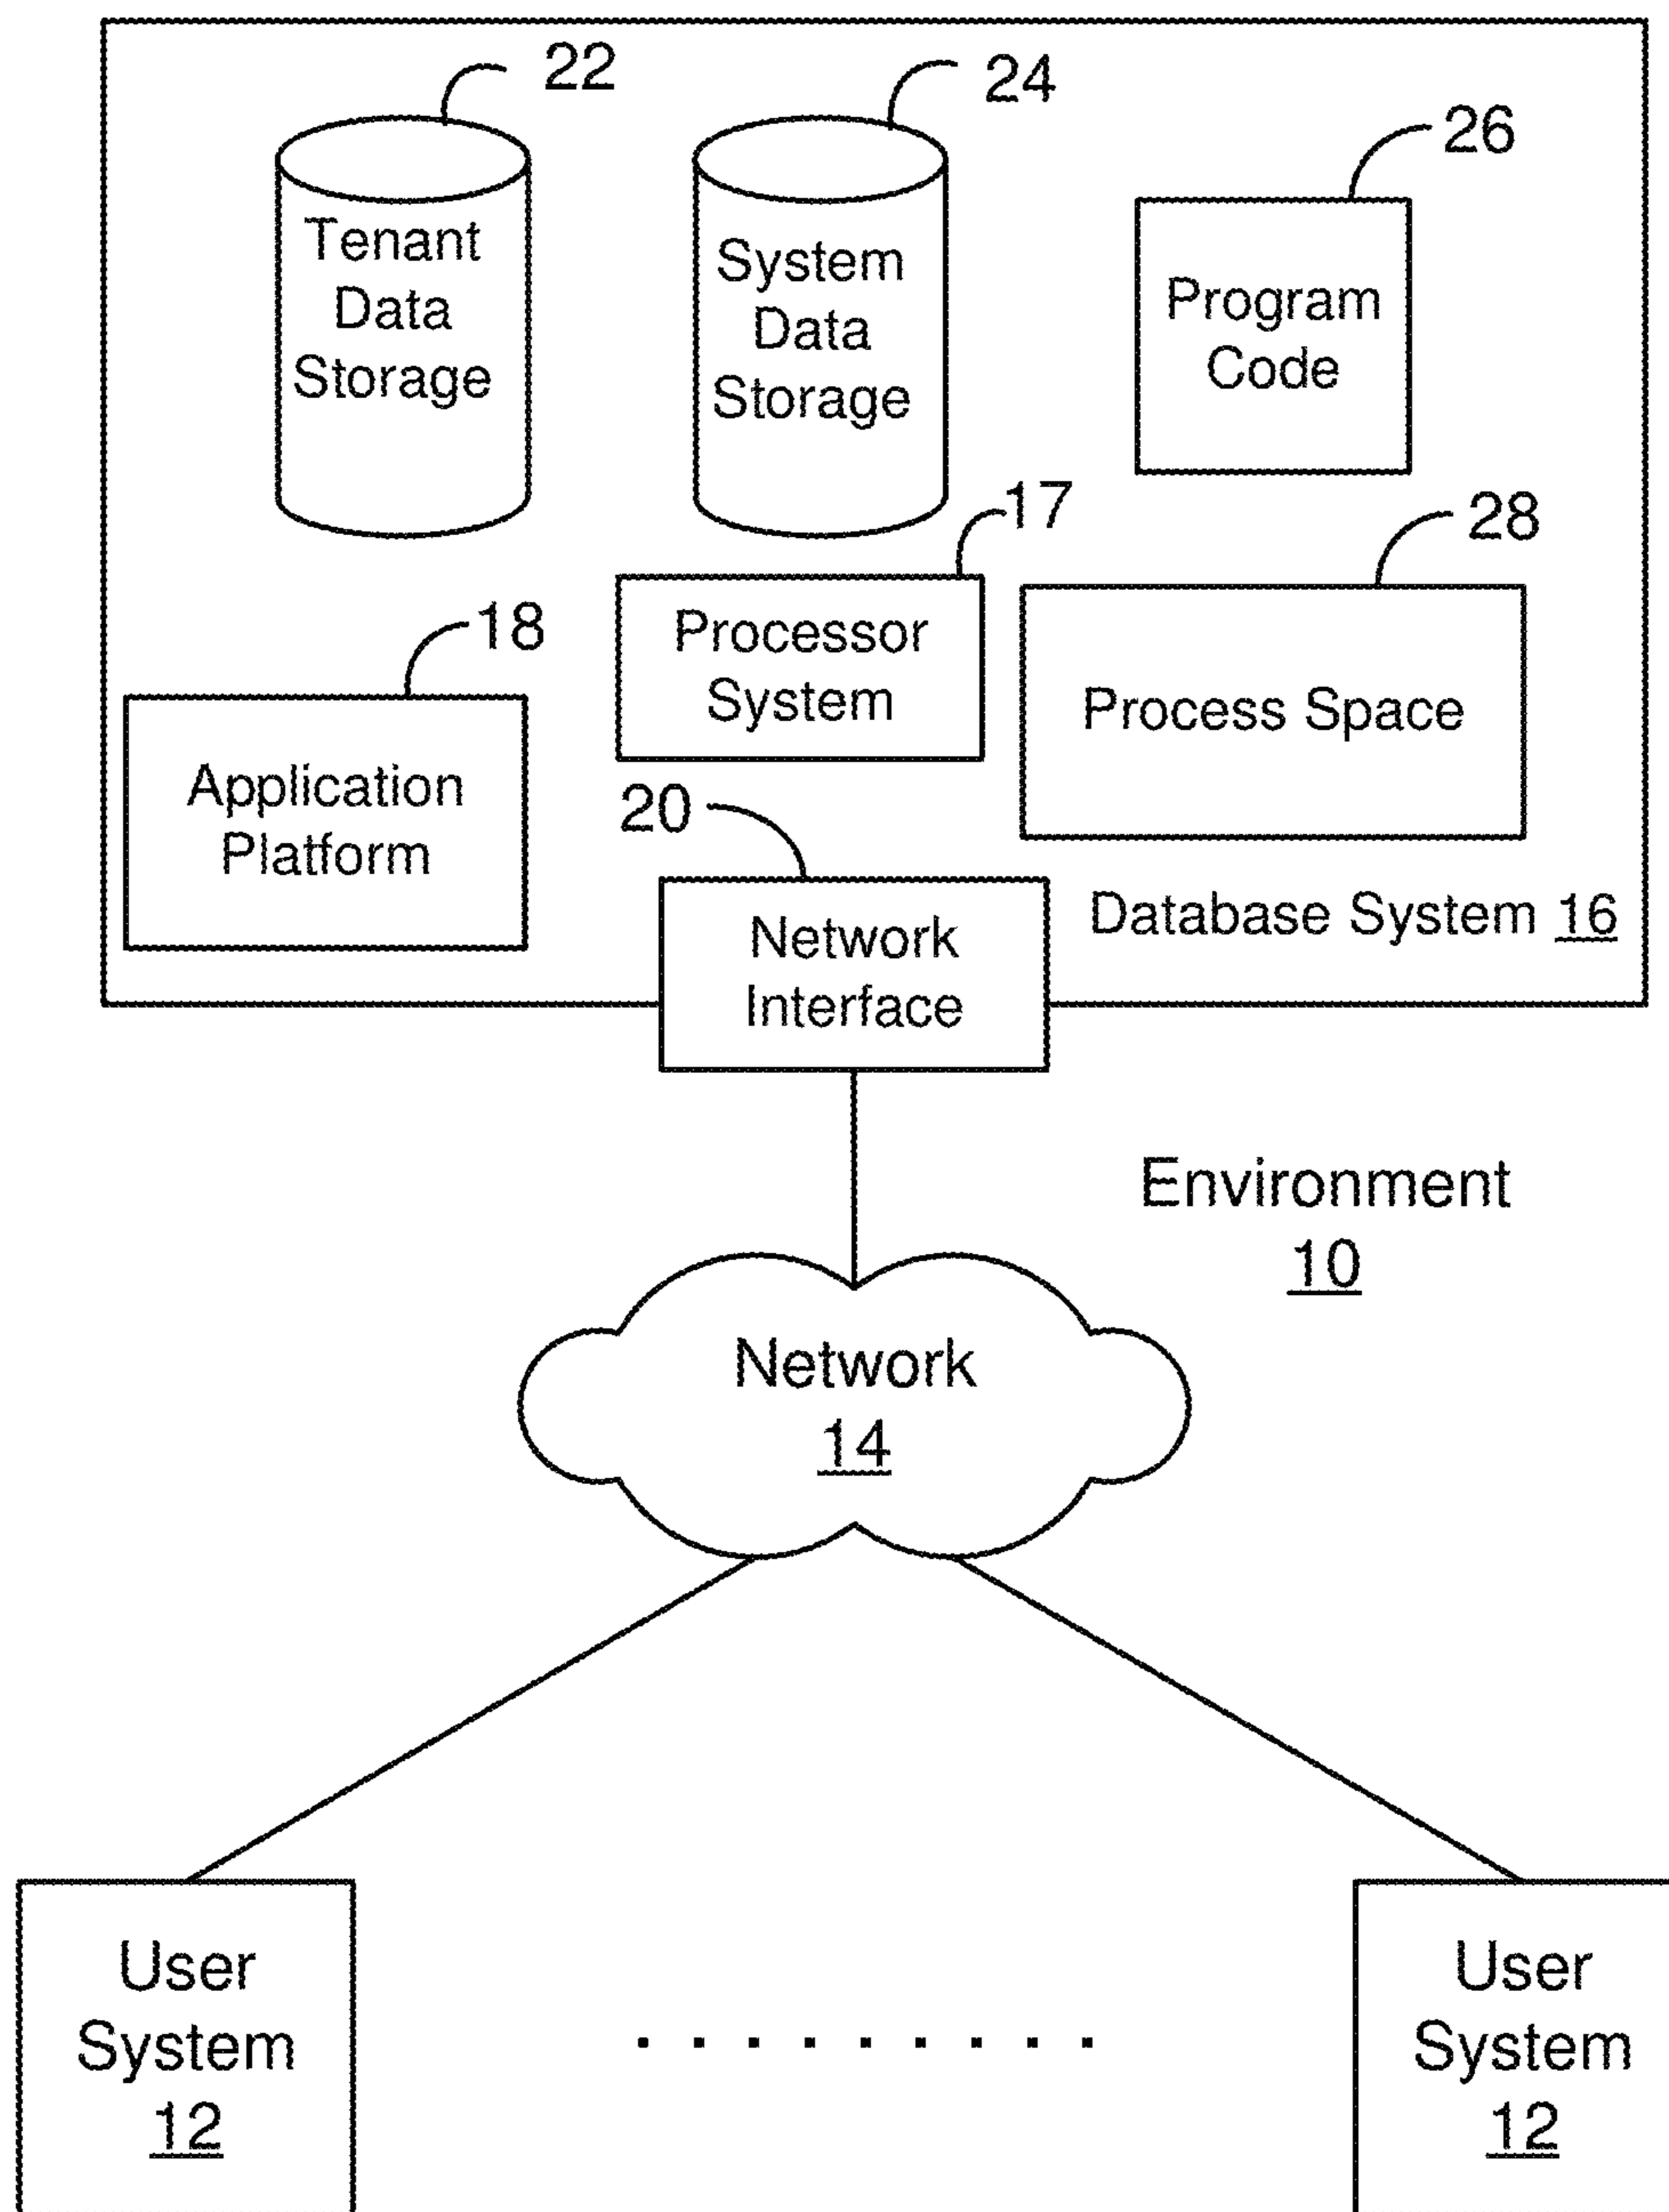 22
24
26
Tenant
Data
Storage
System
Data
Storage
Program
Code
17
28
18
Processor
System
Process Space
Application
Platform
20
Network
Interface
Database System 16
Environment
10
Network
14
User
System
12
User
System
12